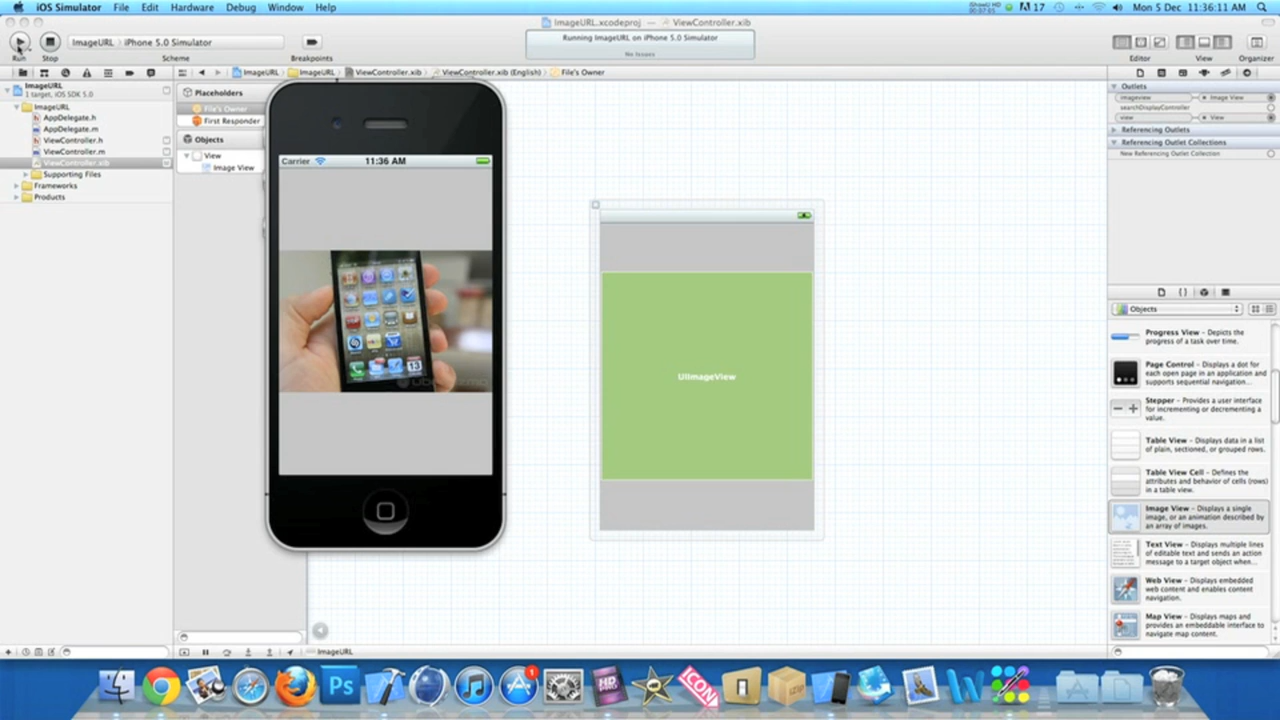 iOS Simulator File Edit Hardware Debug Window Help
17 Mon 5 Dec 11:36:11 AM
ImageURL.xcodeproj — ViewController.xib
Run Stop
ImageURL iPhone 5.0 Simulator
Scheme
Breakpoints
Running ImageURL on iPhone 5.0 Simulator
No Issues
Editor View Organizer
ImageURL ImageURL ViewController.xib ViewController.xib (English) File's Owner
ImageURL
1 target, iOS SDK 5.0
ImageURL
AppDelegate.h
AppDelegate.m
ViewController.h
ViewController.m
ViewController.xib
Supporting Files
Frameworks
Products
Placeholders
File's Owner
First Responder
Objects
View
Image View
Carrier 11:36 AM
13
UIImageView
Outlets
imageview Image View
searchDisplayController
view View
Referencing Outlets
Referencing Outlet Collections
New Referencing Outlet Collection
Objects
Progress View - Depicts the
progress of a task over time.
Page Control - Displays a dot for
each open page in an application and
supports sequential navigation...
Stepper - Provides a user interface
for incrementing or decrementing a
value.
Table View - Displays data in a list
of plain, sectioned, or grouped rows.
Table View Cell - Defines the
attributes and behavior of cells (rows)
in a table view.
Image View - Displays a single
image, or an animation described by
an array of images.
Text View - Displays multiple lines
of editable text and sends an action
message to a target object when...
Web View - Displays embedded
web content and enables content
navigation.
Map View - Displays maps and
provides an embeddable interface to
navigate map content.
ImageURL
Ps
1
HD
PRO
ICON